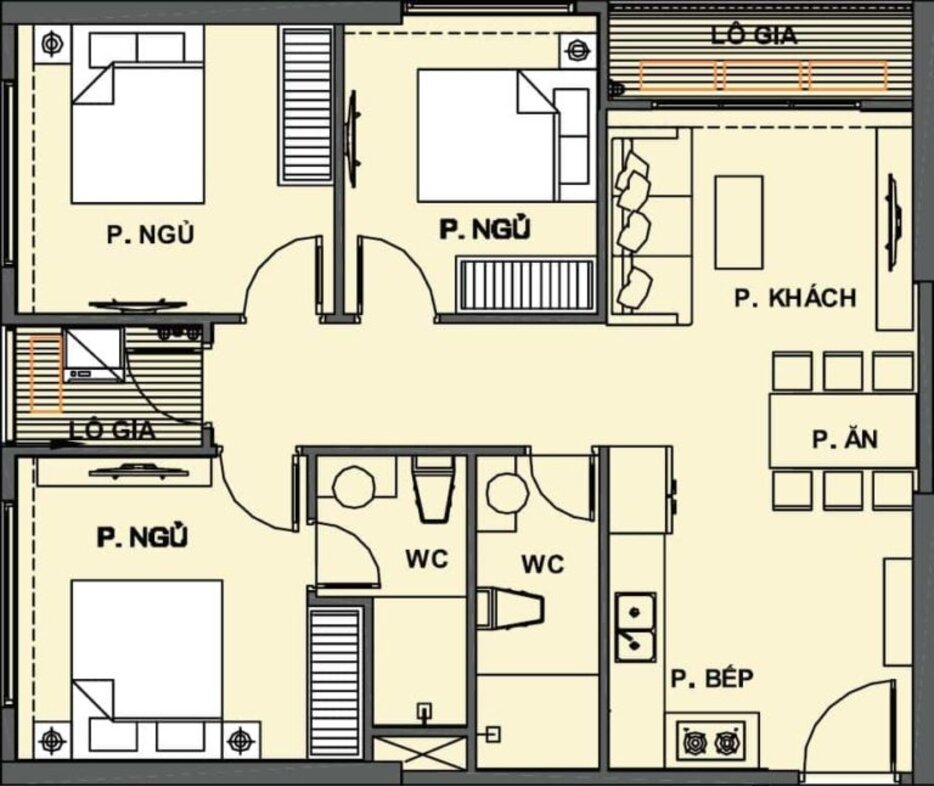 LÔ GIA
P. NGỦ
P. NGỦ
P. KHÁCH
LÔ GIA
P. ĂN
P. NGỦ
WC
WC
P. BẾP